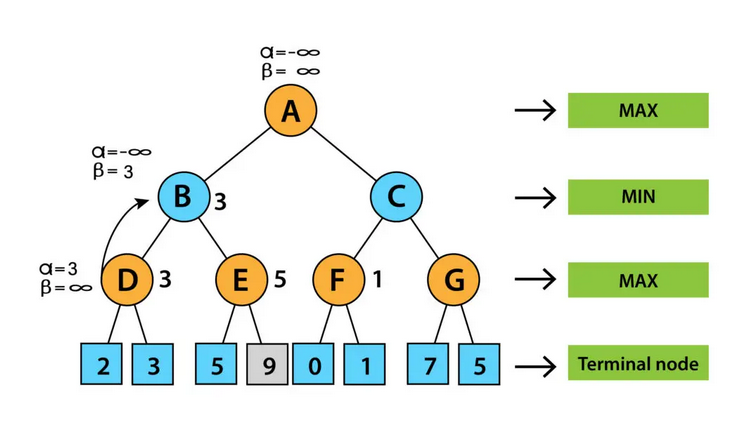 α=-∞
β= ∞
A
MAX
α=-∞
β= 3
B 3
C
MIN
α=3
β=∞
D 3
E 5
F 1
G
MAX
2 3 5 9 0 1 7 5
Terminal node